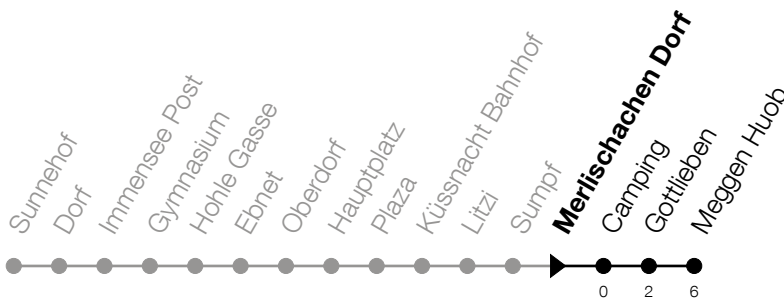 Sunnehof
Dorf
Immensee Post
Gymnasium
Hohle Gasse
Ebnet
Oberdorf
Hauptplatz
Plaza
Küssnacht Bahnhof
Litzi
Sumpf
Merlischachen Dorf
Camping
Gottlieben
Meggen Huob
0 2 6